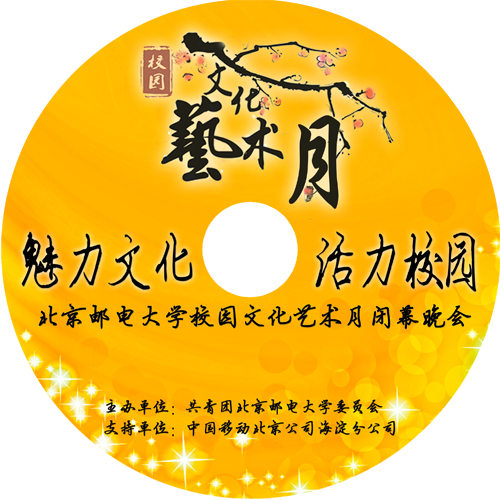 校园
文化
藝术月
魅力文化 活力校园
北京邮电大学校园文化艺术月闭幕晚会
主办单位：共青团北京邮电大学委员会
支持单位：中国移动北京公司海淀分公司